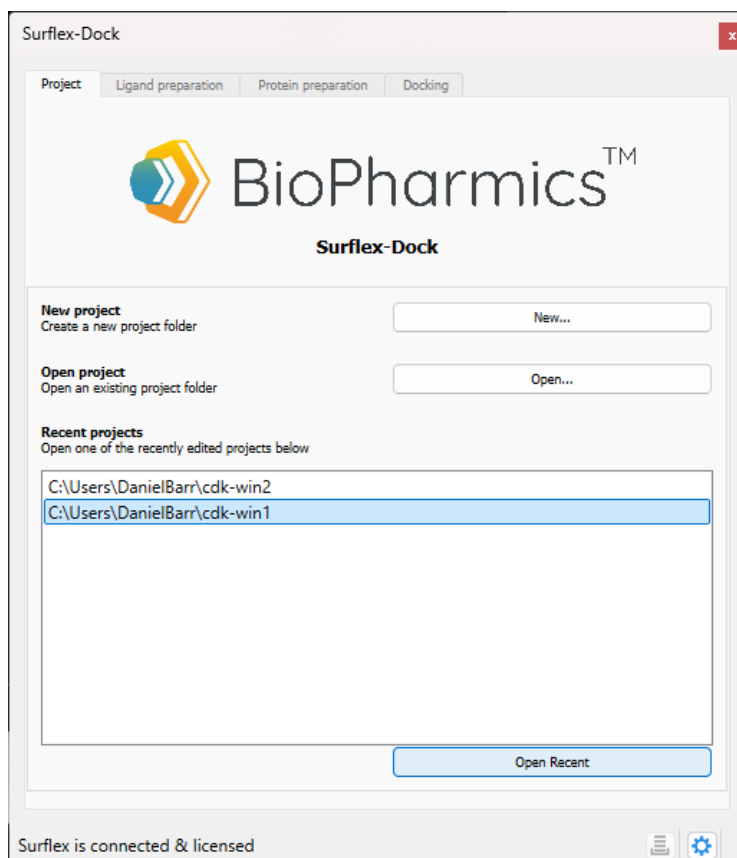 Surflex-Dock
x
Project
Ligand preparation
Protein preparation
Docking
BioPharmics™
Surflex-Dock
New project
Create a new project folder
New...
Open project
Open an existing project folder
Open...
Recent projects
Open one of the recently edited projects below
C:\Users\DanielBarr\cdk-win2
C:\Users\DanielBarr\cdk-win1
Open Recent
Surflex is connected & licensed